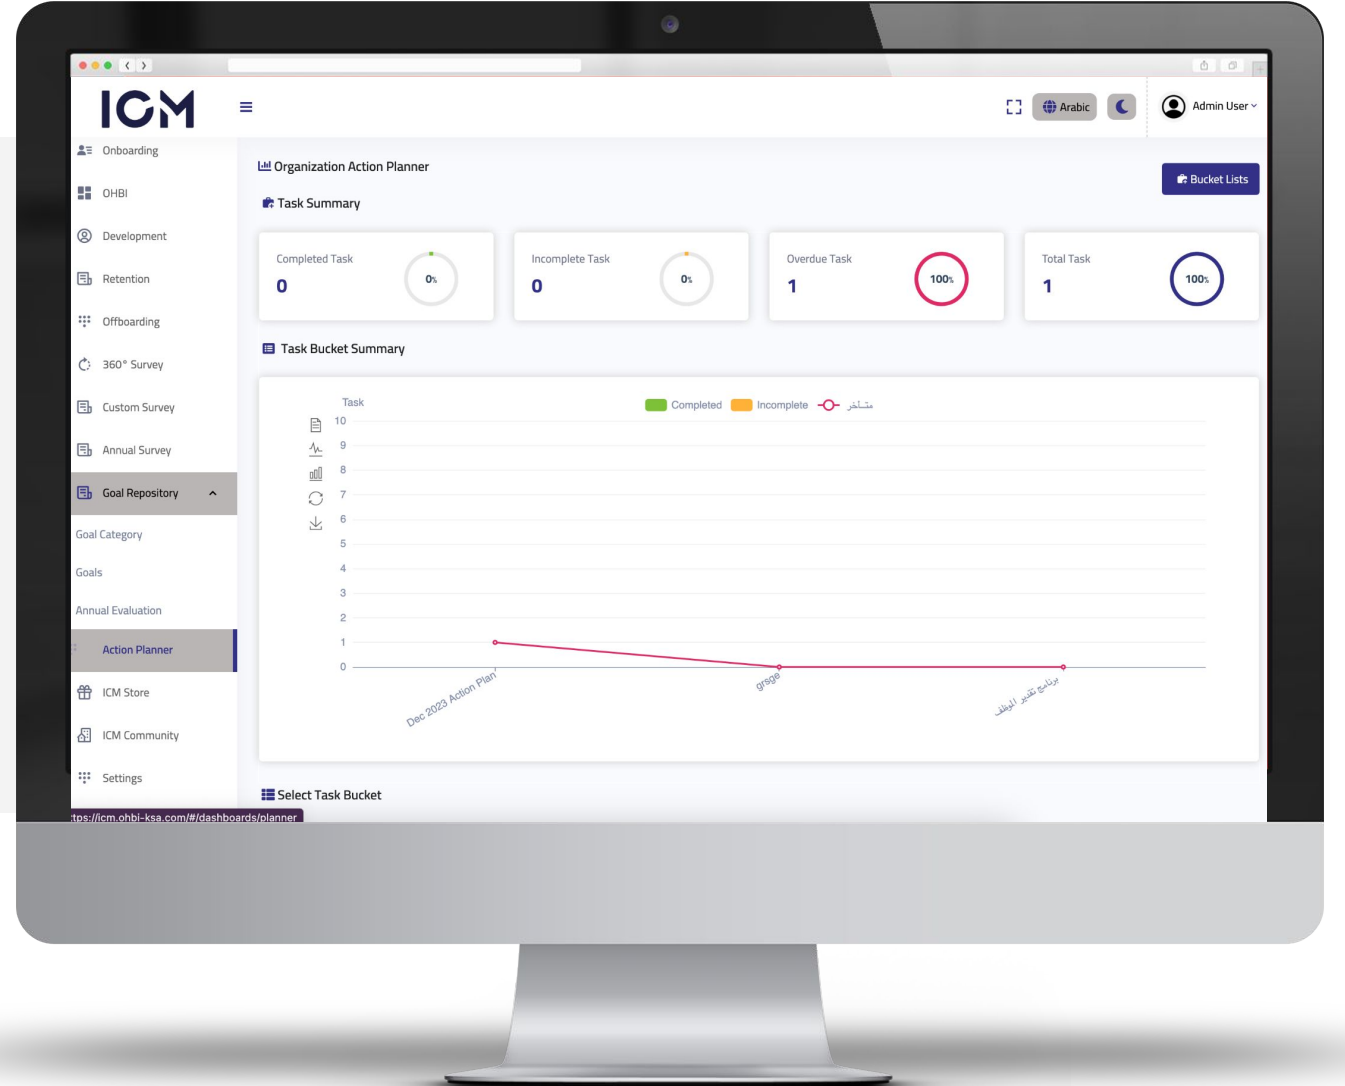 ICM
Arabic
Admin User
Onboarding
OHBI
Development
Retention
Offboarding
360° Survey
Custom Survey
Annual Survey
Goal Repository
Goal Category
Goals
Annual Evaluation
Action Planner
ICM Store
ICM Community
Settings
tps://icm.ohbi-ksa.com/#/dashboards/planner
Organization Action Planner
Bucket Lists
Task Summary
Completed Task
0
0%
Incomplete Task
0
0%
Overdue Task
1
100%
Total Task
1
100%
Task Bucket Summary
Task
Completed
Incomplete
متأخر
10
9
8
7
6
5
4
3
2
1
0
Dec 2023 Action Plan
grsge
برنامج تقدير الموظف
Select Task Bucket